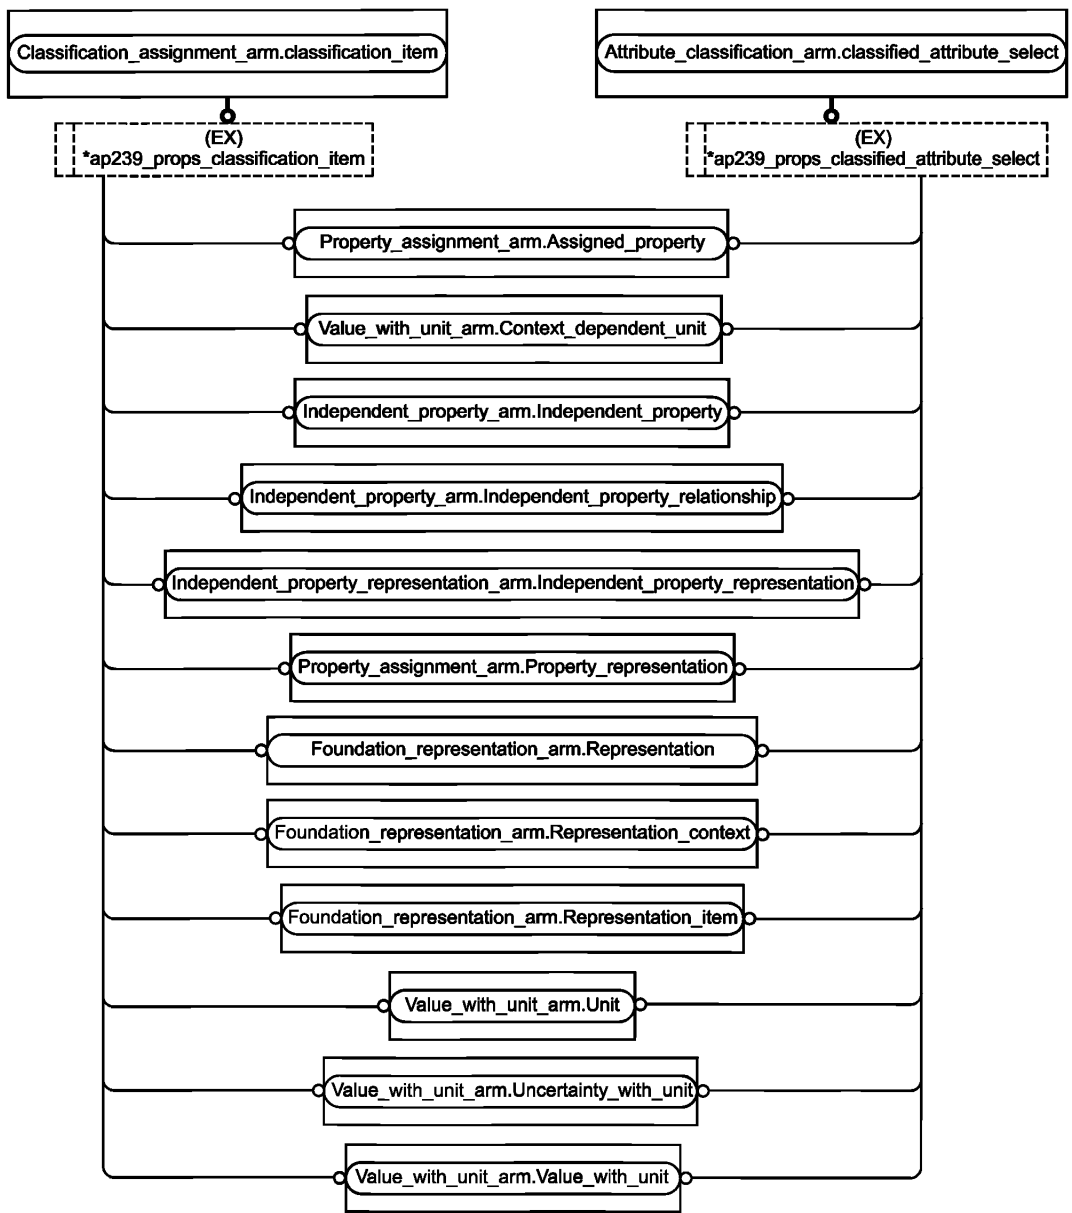 Classification_assignment_arm.classification_item
Attribute_classification_arm.classified_attribute_select
(EX)
*ap239_props_classification_item
(EX)
*ap239_props_classified_attribute_select
Property_assignment_arm.Assigned_property
Value_with_unit_arm.Context_dependent_unit
Independent_property_arm.Independent_property
Independent_property_arm.Independent_property_relationship
Independent_property_representation_arm.Independent_property_representation
Property_assignment_arm.Property_representation
Foundation_representation_arm.Representation
Foundation_representation_arm.Representation_context
Foundation_representation_arm.Representation_item
Value_with_unit_arm.Unit
Value_with_unit_arm.Uncertainty_with_unit
Value_with_unit_arm.Value_with_unit